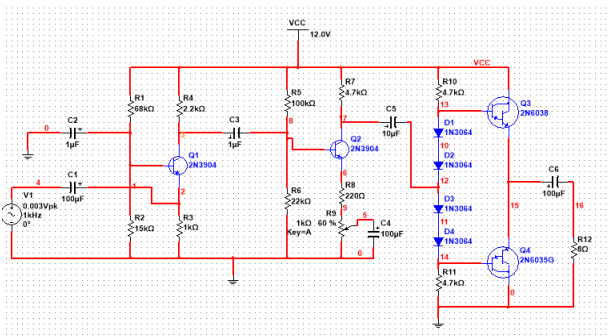 VCC
12.0V
VCC
R1
68kΩ
R4
2.2kΩ
R5
100kΩ
R7
4.7kΩ
R10
4.7kΩ
C2
1µF
0
C3
1µF
3
8
17
C5
10µF
13
Q3
2N6038
D1
1N3064
10
D2
1N3064
12
Q1
2N3904
Q2
2N3904
4
C1
100µF
1
2
6
R8
220Ω
9
C6
100µF
15
16
V1
0.003Vpk
1kHz
0°
R2
15kΩ
R3
1kΩ
R6
22kΩ
R9
1kΩ
Key=A
60 %
5
C4
100µF
0
D3
1N3064
11
D4
1N3064
14
R11
4.7kΩ
Q4
2N6035G
0
R12
8Ω